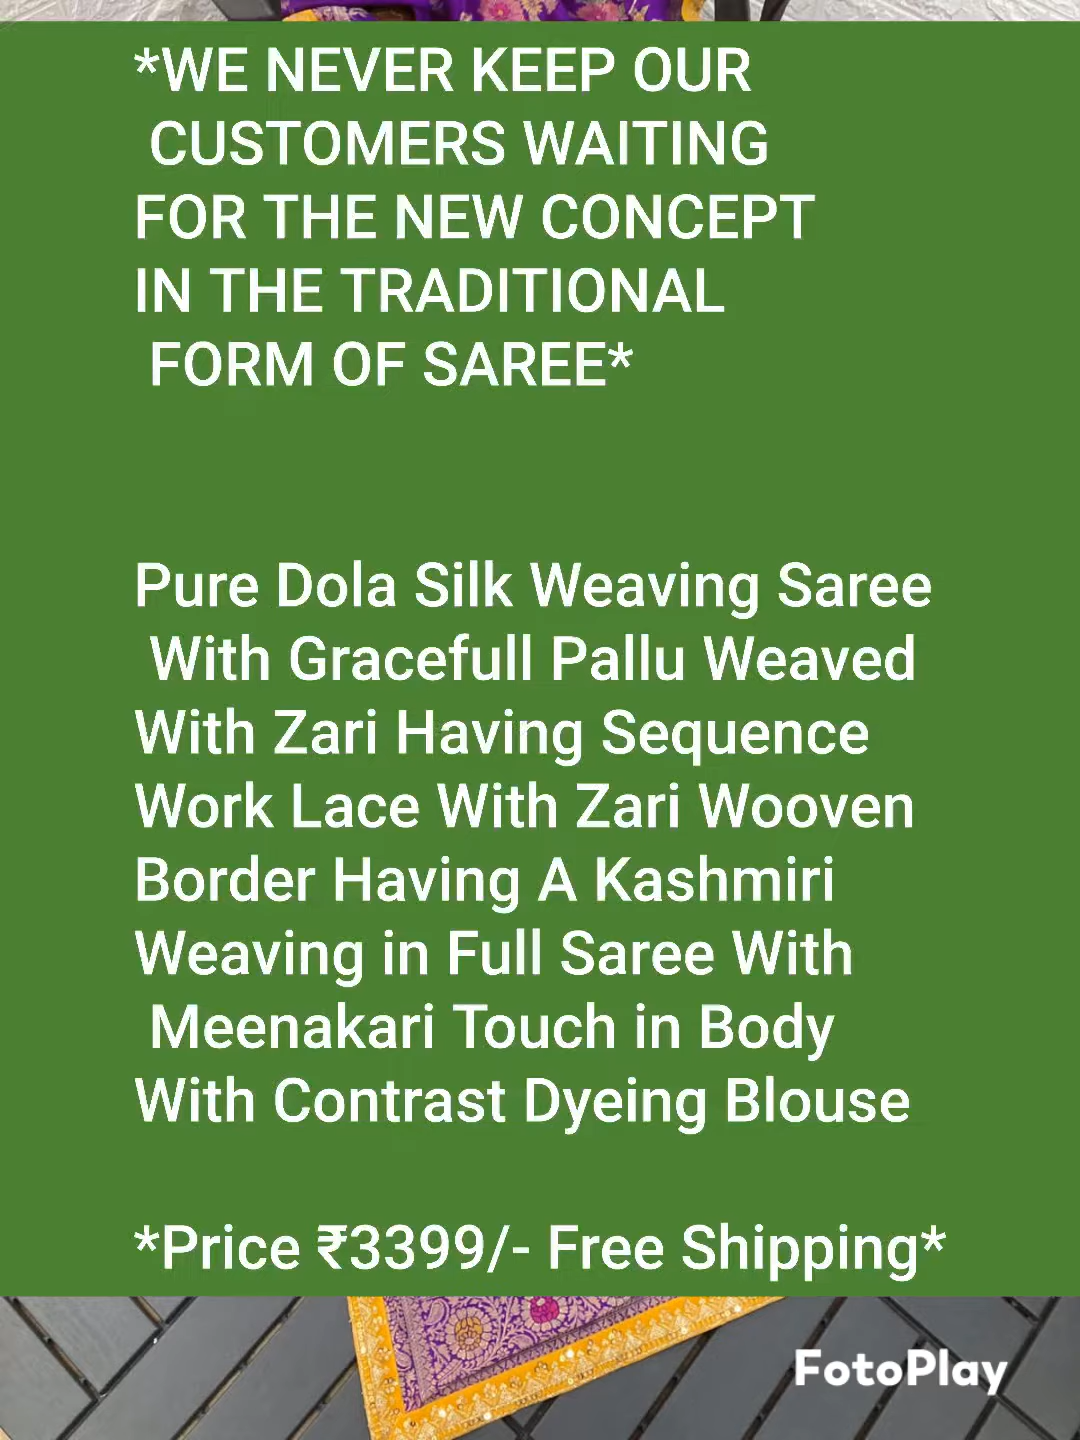 *WE NEVER KEEP OUR
CUSTOMERS WAITING
FOR THE NEW CONCEPT
IN THE TRADITIONAL
FORM OF SAREE*
Pure Dola Silk Weaving Saree
With Gracefull Pallu Weaved
With Zari Having Sequence
Work Lace With Zari Wooven
Border Having A Kashmiri
Weaving in Full Saree With
Meenakari Touch in Body
With Contrast Dyeing Blouse
*Price ₹3399/- Free Shipping*
FotoPlay